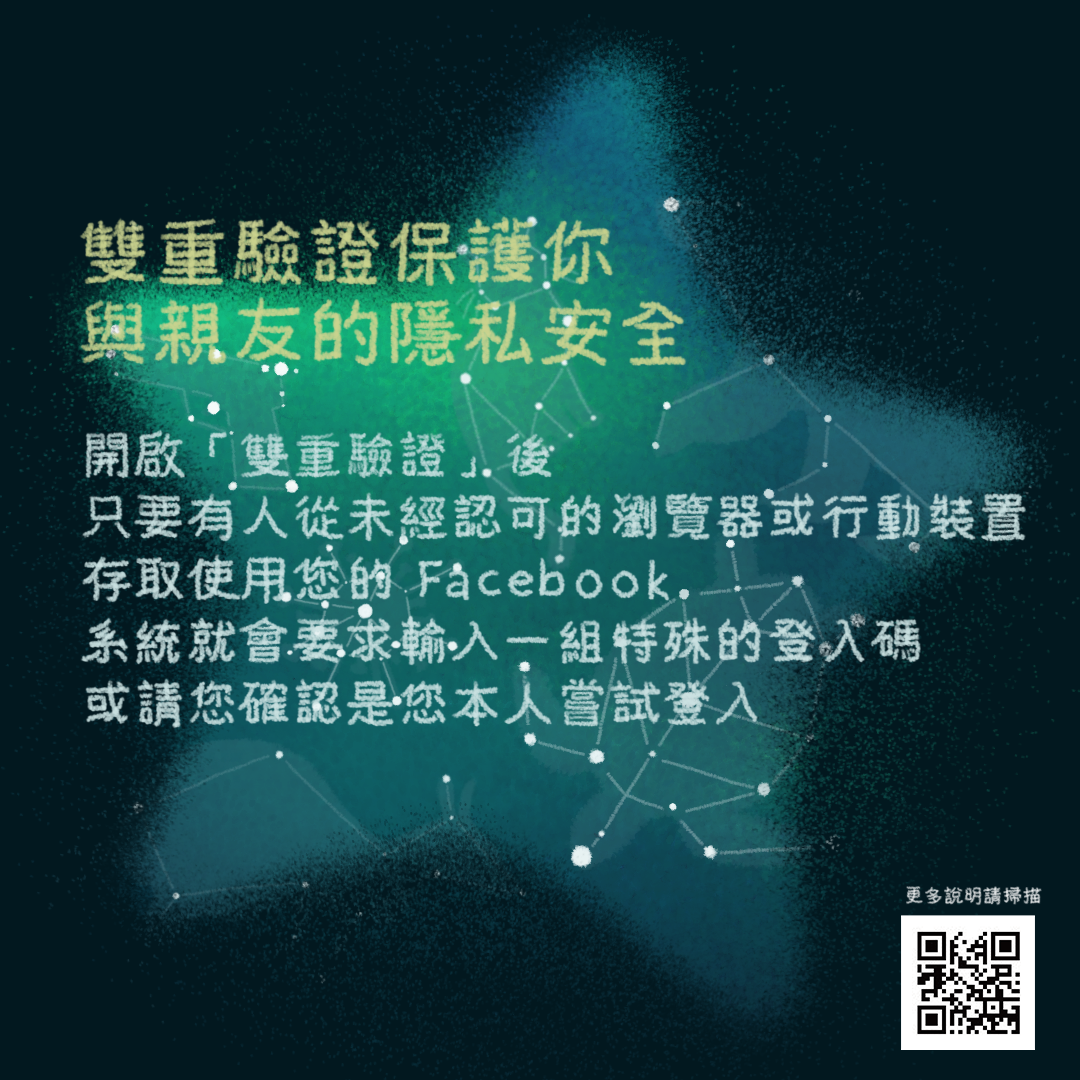 雙重驗證保護你
與親友的隱私安全
開啟「雙重驗證」後
只要有人從未經認可的瀏覽器或行動裝置
存取使用您的 Facebook
系統就會要求輸入一組特殊的登入碼
或請您確認是您本人嘗試登入
更多說明請掃描